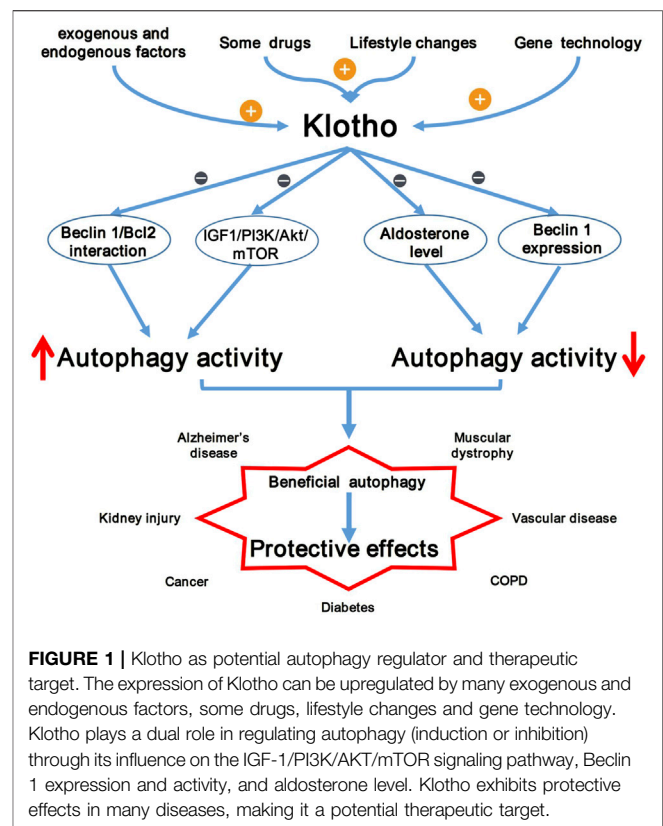 exogenous and
endogenous factors
Some drugs
Lifestyle changes
Gene technology
+
+
+
Klotho
−
−
−
−
Beclin 1/Bcl2
interaction
IGF1/PI3K/Akt/
mTOR
Aldosterone
level
Beclin 1
expression
Autophagy activity
Autophagy activity
Alzheimer's
disease
Muscular
dystrophy
Beneficial autophagy
Kidney injury
Vascular disease
Protective effects
Cancer
COPD
Diabetes
FIGURE 1 | Klotho as potential autophagy regulator and therapeutic
target. The expression of Klotho can be upregulated by many exogenous and
endogenous factors, some drugs, lifestyle changes and gene technology.
Klotho plays a dual role in regulating autophagy (induction or inhibition)
through its influence on the IGF-1/PI3K/AKT/mTOR signaling pathway, Beclin
1 expression and activity, and aldosterone level. Klotho exhibits protective
effects in many diseases, making it a potential therapeutic target.